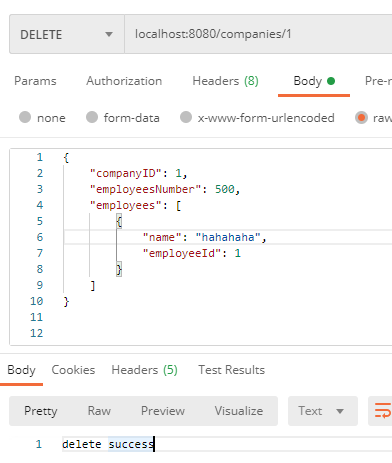 DELETE localhost:8080/companies/1
Params Authorization Headers (8) Body Pre-r
none form-data x-www-form-urlencoded raw
1 {
2 "companyID": 1,
3 "employeesNumber": 500,
4 "employees": [
5 {
6 "name": "hahahaha",
7 "employeeId": 1
8 }
9 ]
10 }
11
12
Body Cookies Headers (5) Test Results
Pretty Raw Preview Visualize Text
1 delete success